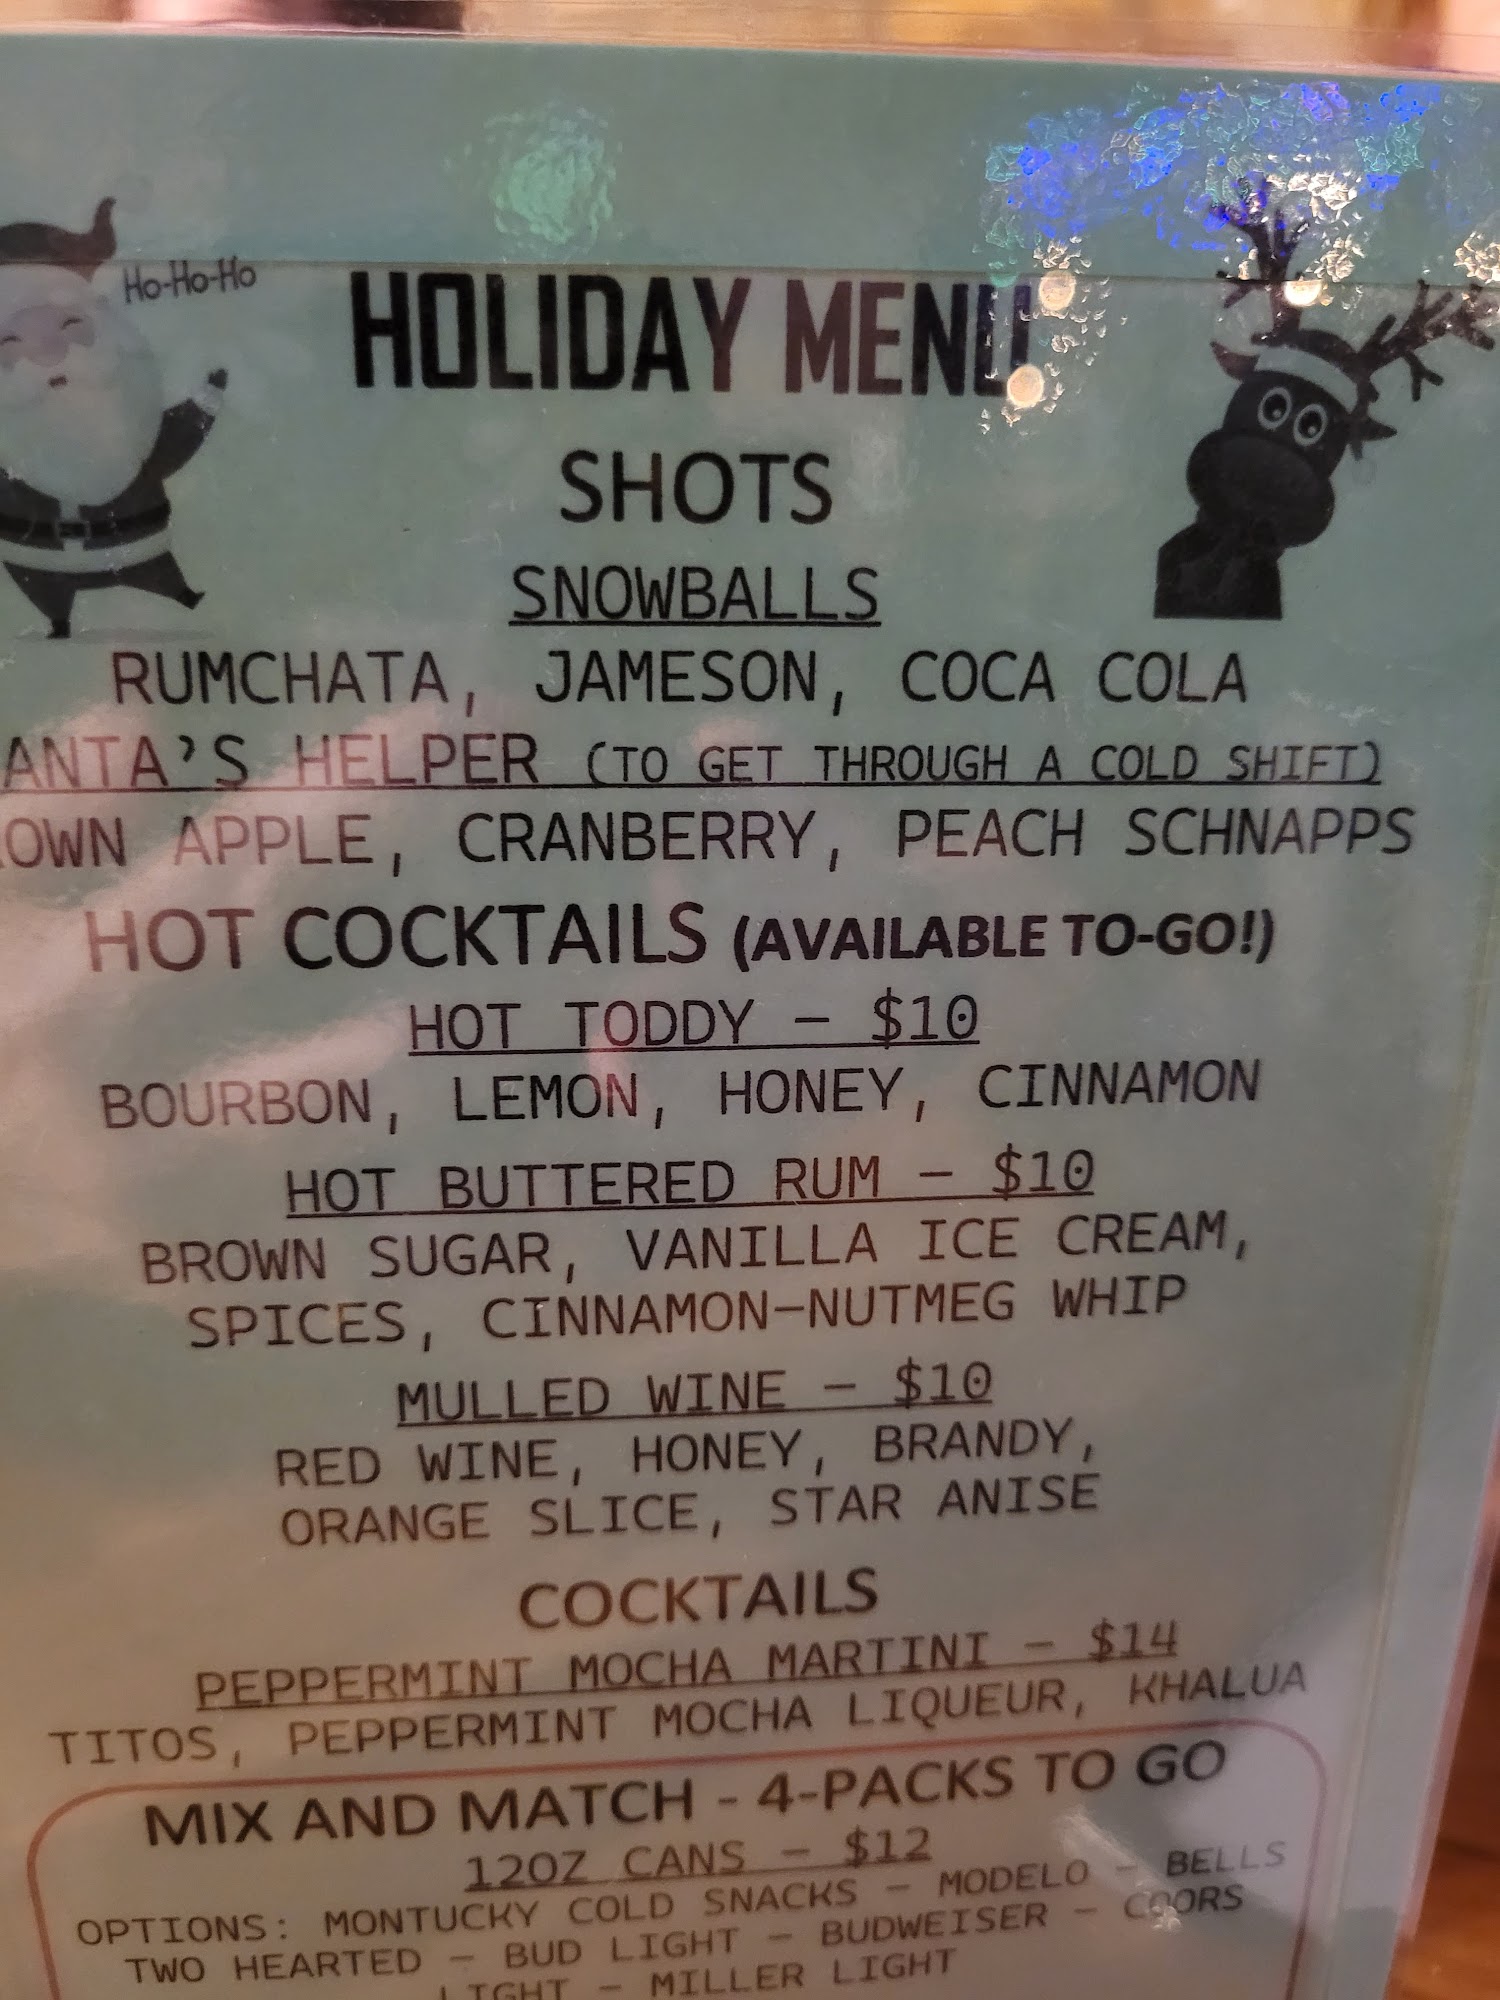 Ho-Ho-Ho
HOLIDAY MENU
SHOTS
SNOWBALLS
RUMCHATA, JAMESON, COCA COLA
ANTA'S HELPER (TO GET THROUGH A COLD SHIFT)
OWN APPLE, CRANBERRY, PEACH SCHNAPPS
HOT COCKTAILS (AVAILABLE TO-GO!)
HOT TODDY – $10
BOURBON, LEMON, HONEY, CINNAMON
HOT BUTTERED RUM – $10
BROWN SUGAR, VANILLA ICE CREAM,
SPICES, CINNAMON–NUTMEG WHIP
MULLED WINE – $10
RED WINE, HONEY, BRANDY,
ORANGE SLICE, STAR ANISE
COCKTAILS
PEPPERMINT MOCHA MARTINI – $14
TITOS, PEPPERMINT MOCHA LIQUEUR, KHALUA
MIX AND MATCH - 4-PACKS TO GO
12OZ CANS – $12
OPTIONS: MONTUCKY COLD SNACKS – MODELO – BELLS
TWO HEARTED – BUD LIGHT – BUDWEISER – COORS
LIGHT – MILLER LIGHT